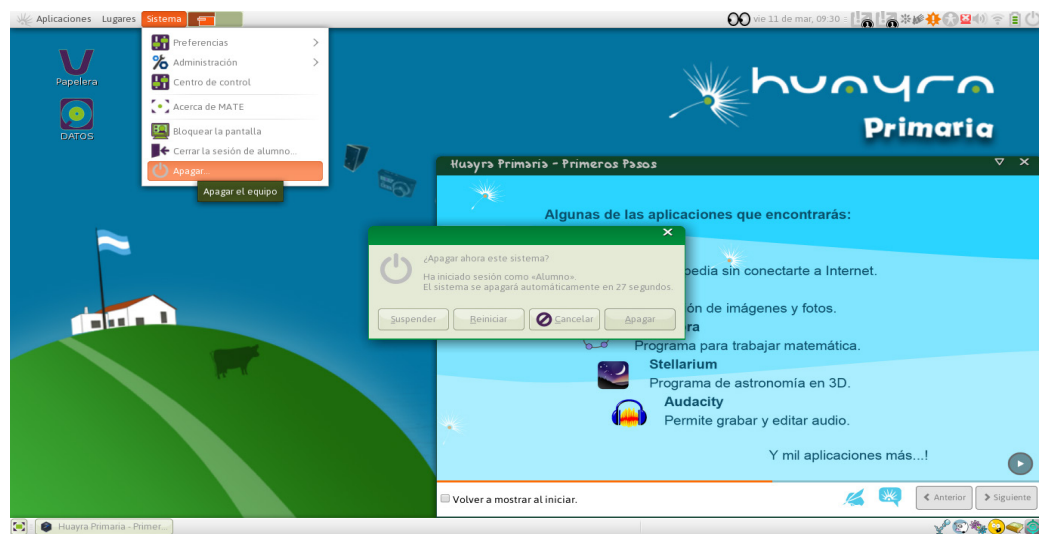 Aplicaciones Lugares Sistema
vie 11 de mar, 09:30
Papelera
DATOS
Preferencias
Administración
Centro de control
Acerca de MATE
Bloquear la pantalla
Cerrar la sesión de alumno...
Apagar...
Apagar el equipo
huayra
Primaria
Huayra Primaria - Primeros Pasos
Algunas de las aplicaciones que encontrarás:
pedia sin conectarte a Internet.
ón de imágenes y fotos.
ra
Programa para trabajar matemática.
Stellarium
Programa de astronomía en 3D.
Audacity
Permite grabar y editar audio.
Y mil aplicaciones más...!
¿Apagar ahora este sistema?
Ha iniciado sesión como «Alumno».
El sistema se apagará automáticamente en 27 segundos.
Suspender Reiniciar Cancelar Apagar
Volver a mostrar al iniciar.
Anterior Siguiente
Huayra Primaria - Primer...